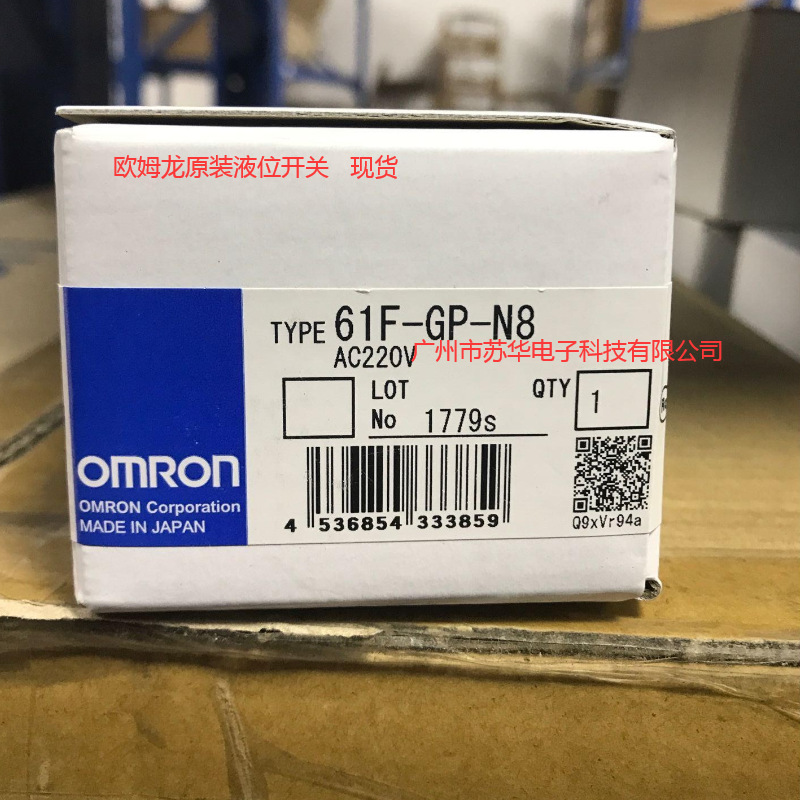 欧姆龙原装液位开关 现货
TYPE 61F-GP-N8
AC220V
广州市苏华电子科技有限公司
LOT
No 1779s
QTY 1
OMRON
OMRON Corporation
MADE IN JAPAN
4 536854 333859
Q9xVr94a